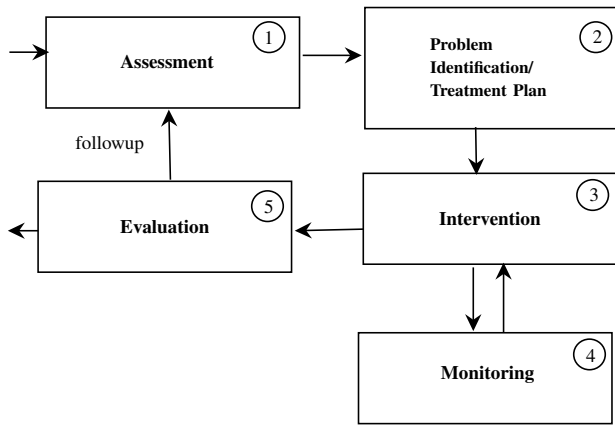 1
Assessment
2
Problem
Identification/
Treatment Plan
followup
3
Intervention
5
Evaluation
4
Monitoring